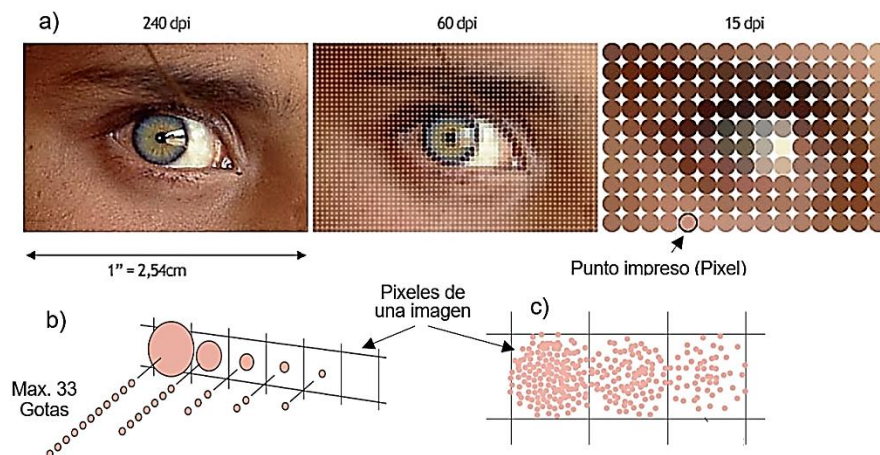 a)
240 dpi
60 dpi
15 dpi
1” = 2,54cm
Punto impreso (Pixel)
Pixeles de
una imagen
b)
c)
Max. 33
Gotas